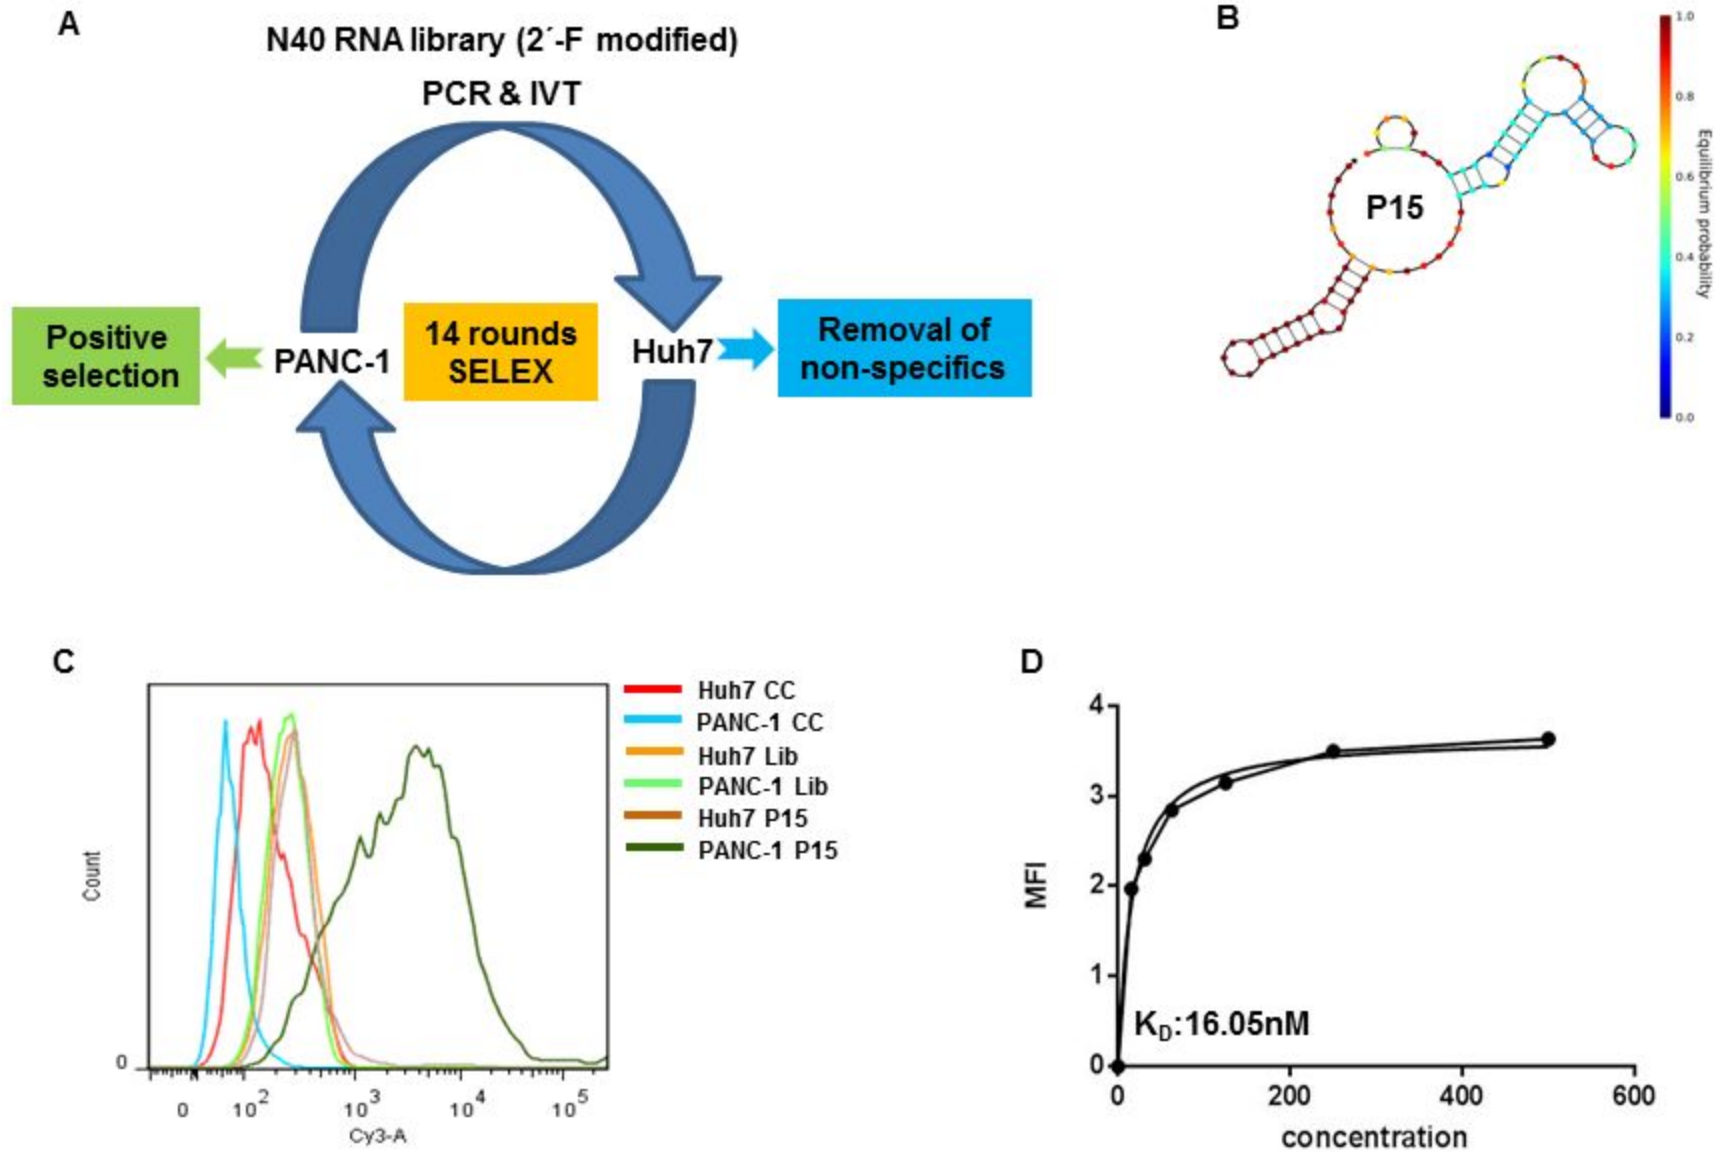 A
N40 RNA library (2´-F modified)
PCR & IVT
Positive
selection
PANC-1
14 rounds
SELEX
Huh7
Removal of
non-specifics
B
P15
1.0
0.8
0.6
0.4
0.2
0.0
Equilibrium probability
C
Count
0
0
10^2
10^3
10^4
10^5
Cy3-A
Huh7 CC
PANC-1 CC
Huh7 Lib
PANC-1 Lib
Huh7 P15
PANC-1 P15
D
MFI
4
3
2
1
0
K_D:16.05nM
0
200
400
600
concentration